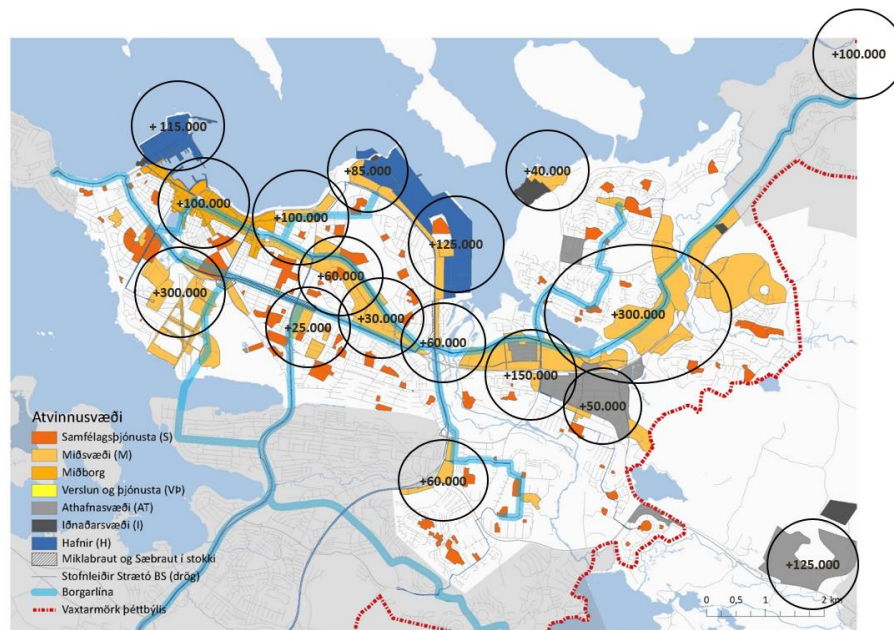 +100.000
+ 115.000
+85.000
+40.000
+100.000
+100.000
+125.000
+60.000
+300.000
+300.000
+25.000
+30.000
+60.000
+150.000
+50.000
+60.000
+125.000
Atvinnusvæði
Samfélagsþjónusta (S)
Miðsvæði (M)
Miðborg
Verslun og þjónusta (VÞ)
Athafnasvæði (AT)
Iðnaðarsvæði (I)
Hafnir (H)
Miklabraut og Sæbraut í stokki
Stofnleiðir Strætó BS (drög)
Borgarlína
Vaxtarmörk þéttbýlis
0 0,5 1 2 km